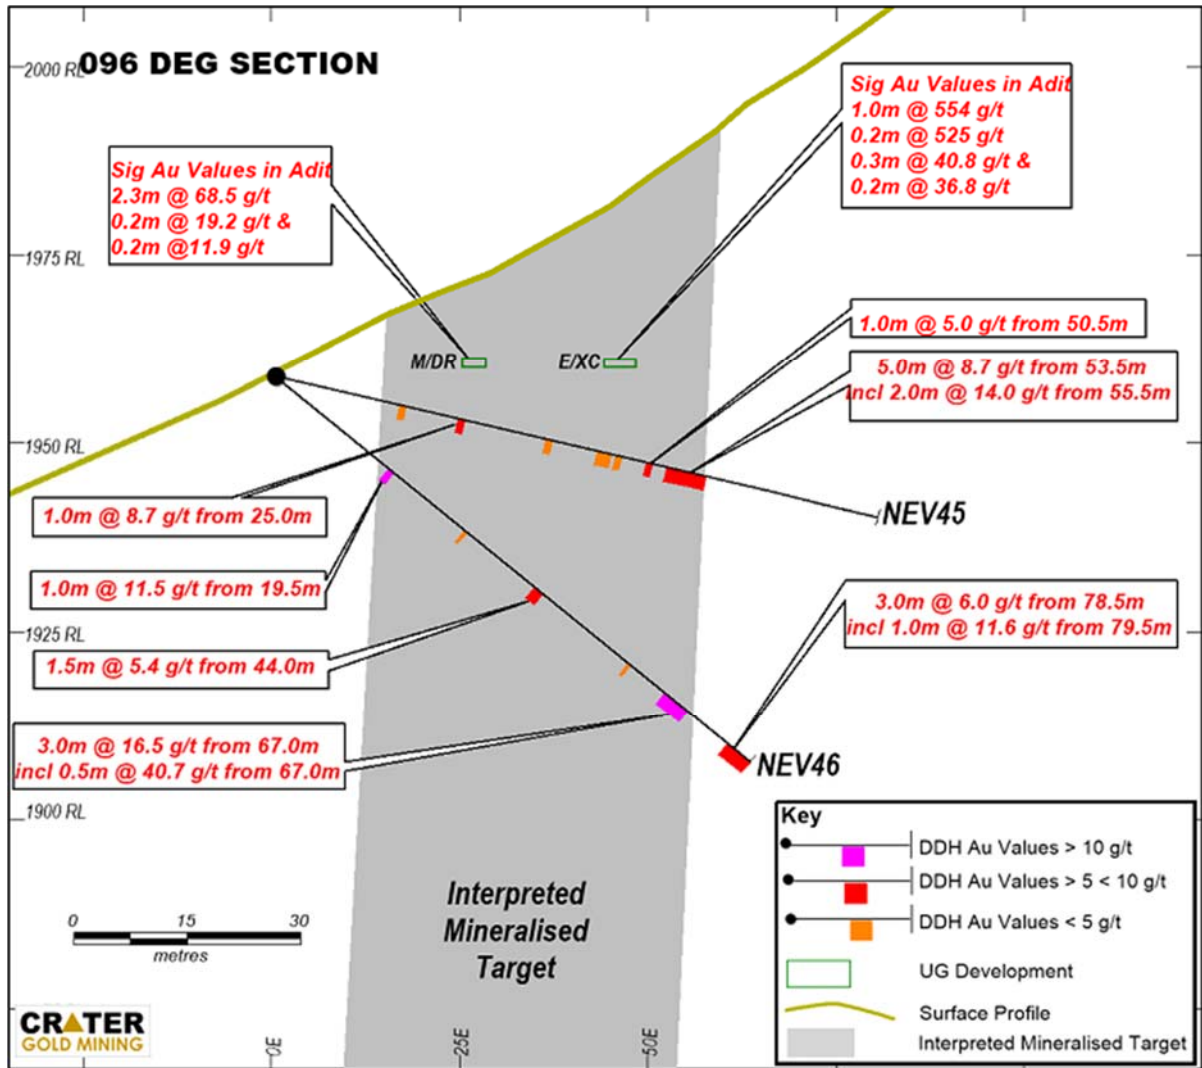 096 DEG SECTION
2000 RL
Sig Au Values in Adit
1.0m @ 554 g/t
0.2m @ 525 g/t
0.3m @ 40.8 g/t &
0.2m @ 36.8 g/t
Sig Au Values in Adit
2.3m @ 68.5 g/t
0.2m @ 19.2 g/t &
0.2m @11.9 g/t
1975 RL
M/DR
E/XC
1.0m @ 5.0 g/t from 50.5m
5.0m @ 8.7 g/t from 53.5m
incl 2.0m @ 14.0 g/t from 55.5m
1950 RL
1.0m @ 8.7 g/t from 25.0m
NEV45
1.0m @ 11.5 g/t from 19.5m
3.0m @ 6.0 g/t from 78.5m
incl 1.0m @ 11.6 g/t from 79.5m
1925 RL
1.5m @ 5.4 g/t from 44.0m
3.0m @ 16.5 g/t from 67.0m
incl 0.5m @ 40.7 g/t from 67.0m
NEV46
1900 RL
Key
DDH Au Values > 10 g/t
DDH Au Values > 5 < 10 g/t
DDH Au Values < 5 g/t
UG Development
Surface Profile
Interpreted Mineralised Target
Interpreted
Mineralised
Target
0 15 30
metres
CRATER
GOLD MINING
0E
25E
50E